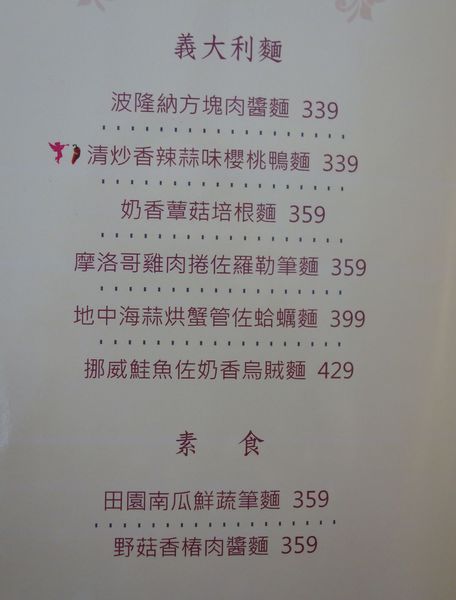 義大利麵
波隆納方塊肉醬麵 339
清炒香辣蒜味櫻桃鴨麵 339
奶香蕈菇培根麵 359
摩洛哥雞肉捲佐羅勒筆麵 359
地中海蒜烘蟹管佐蛤蠣麵 399
挪威鮭魚佐奶香烏賊麵 429
素 食
田園南瓜鮮蔬筆麵 359
野菇香椿肉醬麵 359